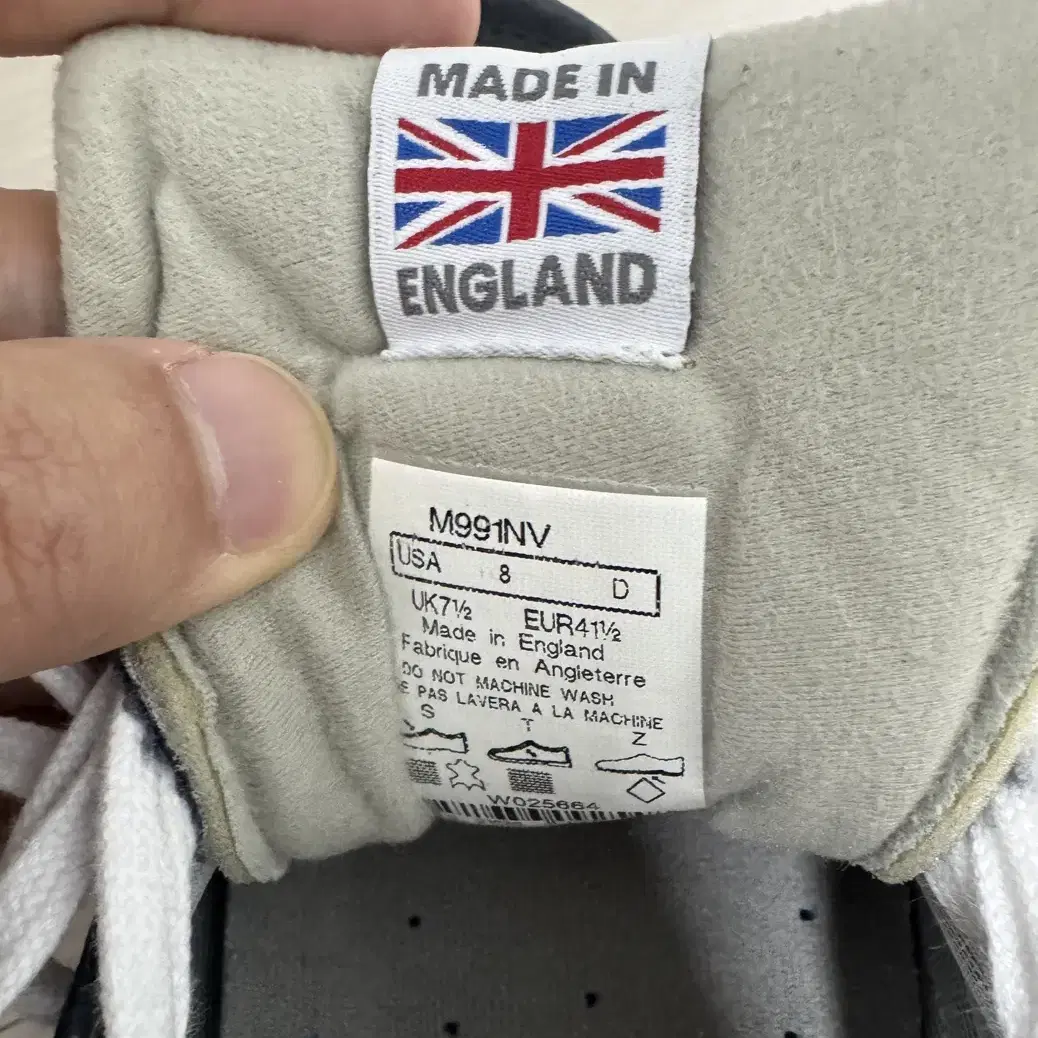 MADE IN
ENGLAND
M991NV
USA 8 D
UK7½ EUR41½
Made in England
Fabrique en Angleterre
DO NOT MACHINE WASH
E PAS LAVERA A LA MACHINE
S T Z
W025664